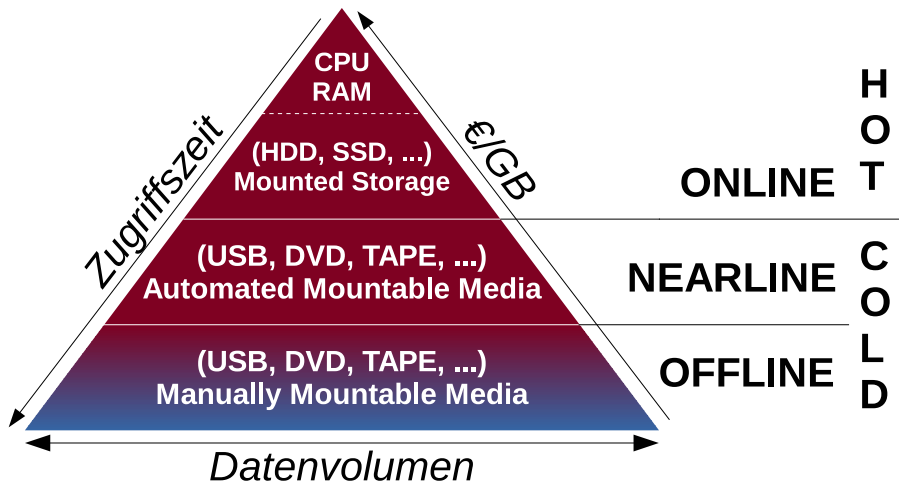 CPU
RAM
(HDD, SSD, ...)
Mounted Storage
(USB, DVD, TAPE, ...)
Automated Mountable Media
(USB, DVD, TAPE, ...)
Manually Mountable Media
Zugriffszeit
€/GB
Datenvolumen
ONLINE
NEARLINE
OFFLINE
HOT
COLD